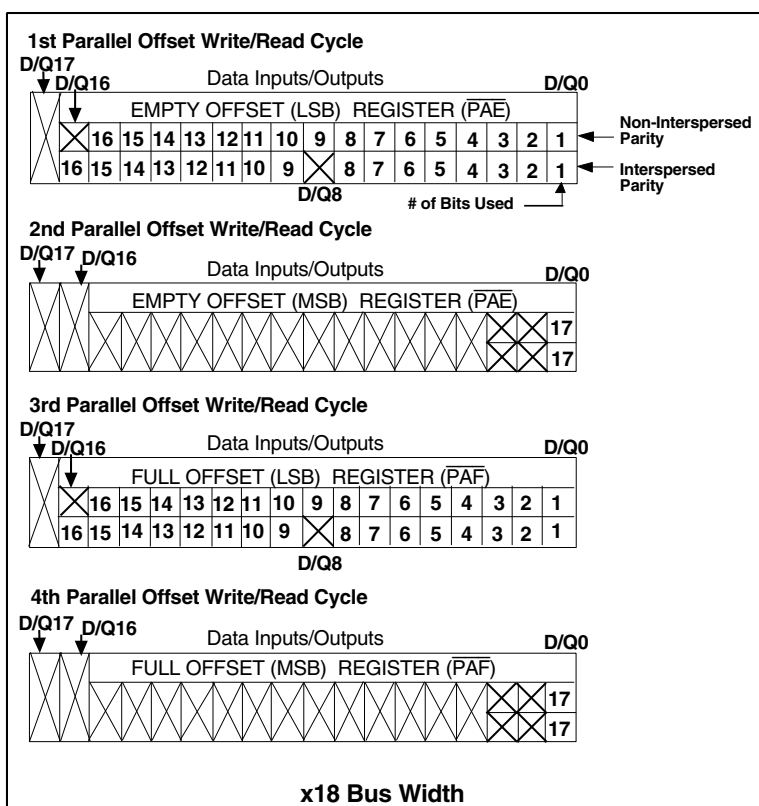 1st Parallel Offset Write/Read Cycle
D/Q17
D/Q16
Data Inputs/Outputs
D/Q0
EMPTY OFFSET (LSB) REGISTER (PAE)
16 15 14 13 12 11 10 9 8 7 6 5 4 3 2 1
Non-Interspersed Parity
16 15 14 13 12 11 10 9 8 7 6 5 4 3 2 1
Interspersed Parity
D/Q8
# of Bits Used
2nd Parallel Offset Write/Read Cycle
D/Q17
D/Q16
Data Inputs/Outputs
D/Q0
EMPTY OFFSET (MSB) REGISTER (PAE)
17
17
3rd Parallel Offset Write/Read Cycle
D/Q17
D/Q16
Data Inputs/Outputs
D/Q0
FULL OFFSET (LSB) REGISTER (PAF)
16 15 14 13 12 11 10 9 8 7 6 5 4 3 2 1
16 15 14 13 12 11 10 9 8 7 6 5 4 3 2 1
D/Q8
4th Parallel Offset Write/Read Cycle
D/Q17
D/Q16
Data Inputs/Outputs
D/Q0
FULL OFFSET (MSB) REGISTER (PAF)
17
17
x18 Bus Width